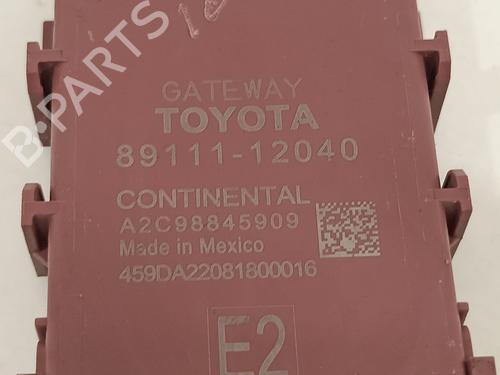 B-PARTS
GATEWAY
TOYOTA
89111-12040
CONTINENTAL
A2C98845909
Made in Mexico
459DA22081800016
E2